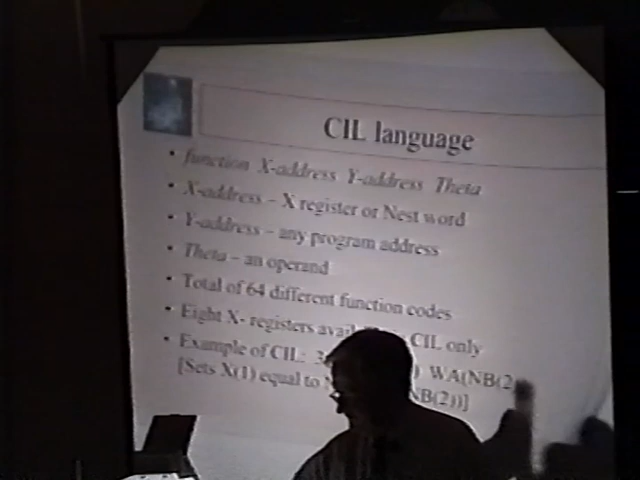 CIL language
• function X-address Y-address Theta
• X-address – X register or Nest word
• Y-address – any program address
• Theta – an operand
• Total of 64 different function codes
• Eight X- registers CIL only
• Example of CIL: WA(NB(2
[Sets X(1) equal to NB(2))]